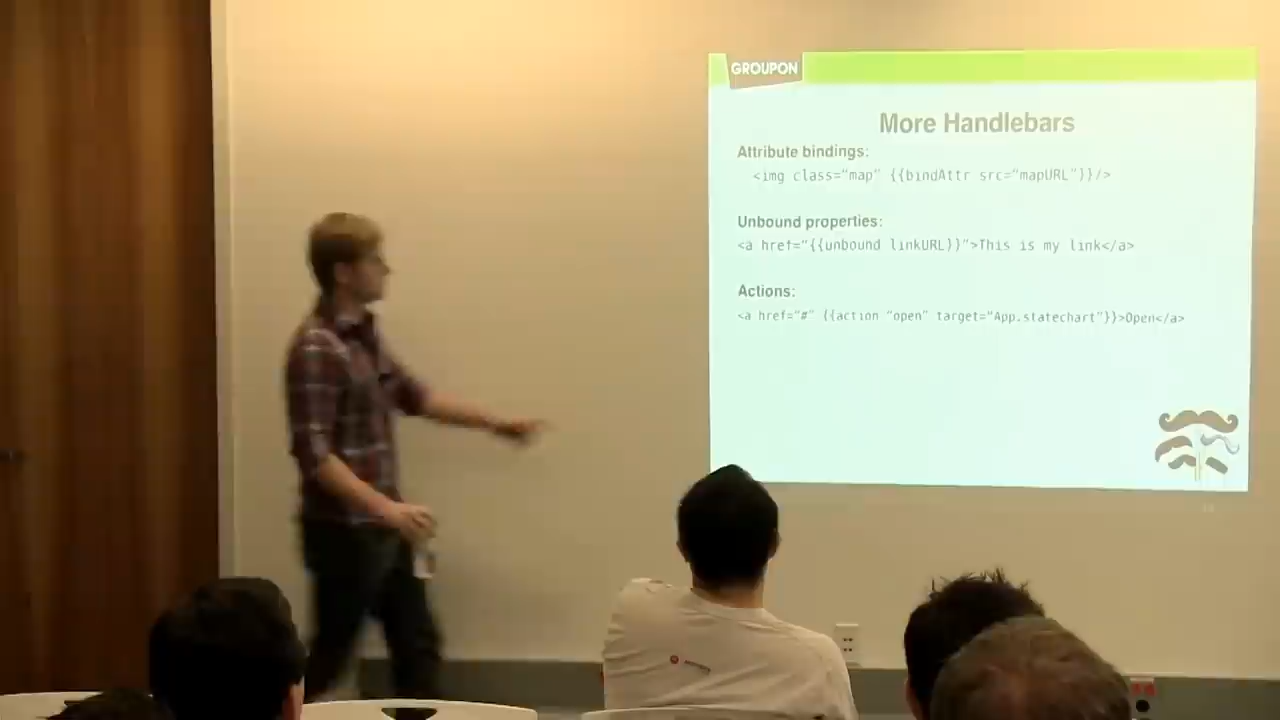 GROUPON
More Handlebars
Attribute bindings:
<img class="map" {{bindAttr src="mapURL"}}/>
Unbound properties:
<a href="{{unbound linkURL}}">This is my link</a>
Actions:
<a href="#" {{action "open" target="App.statechart"}}>Open</a>